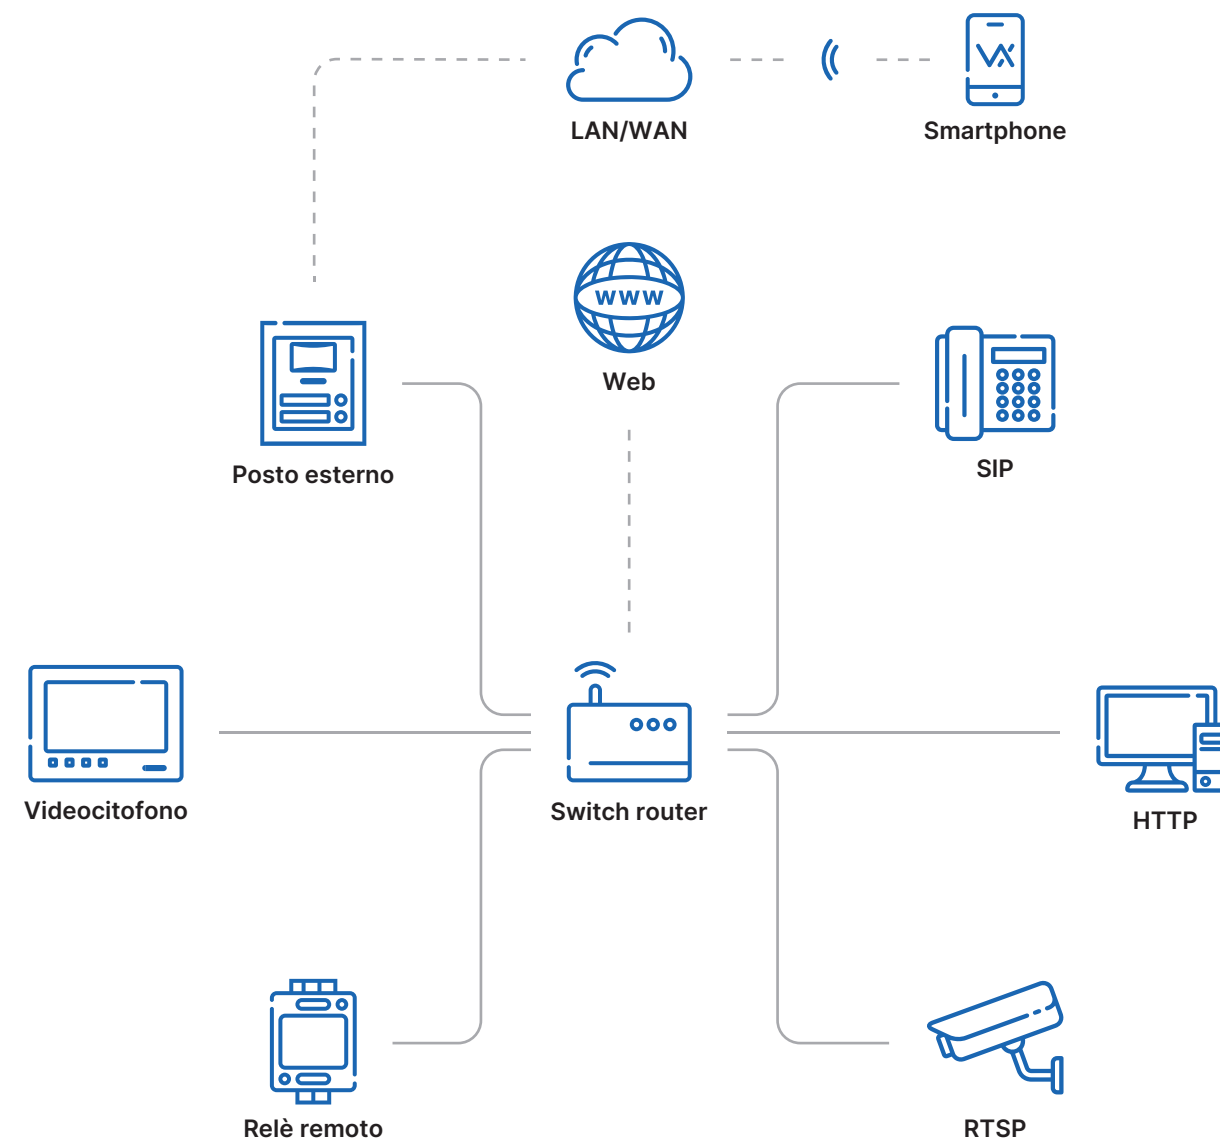 LAN/WAN
Smartphone
WWW
Web
Posto esterno
SIP
Videocitofono
Switch router
HTTP
Relè remoto
RTSP